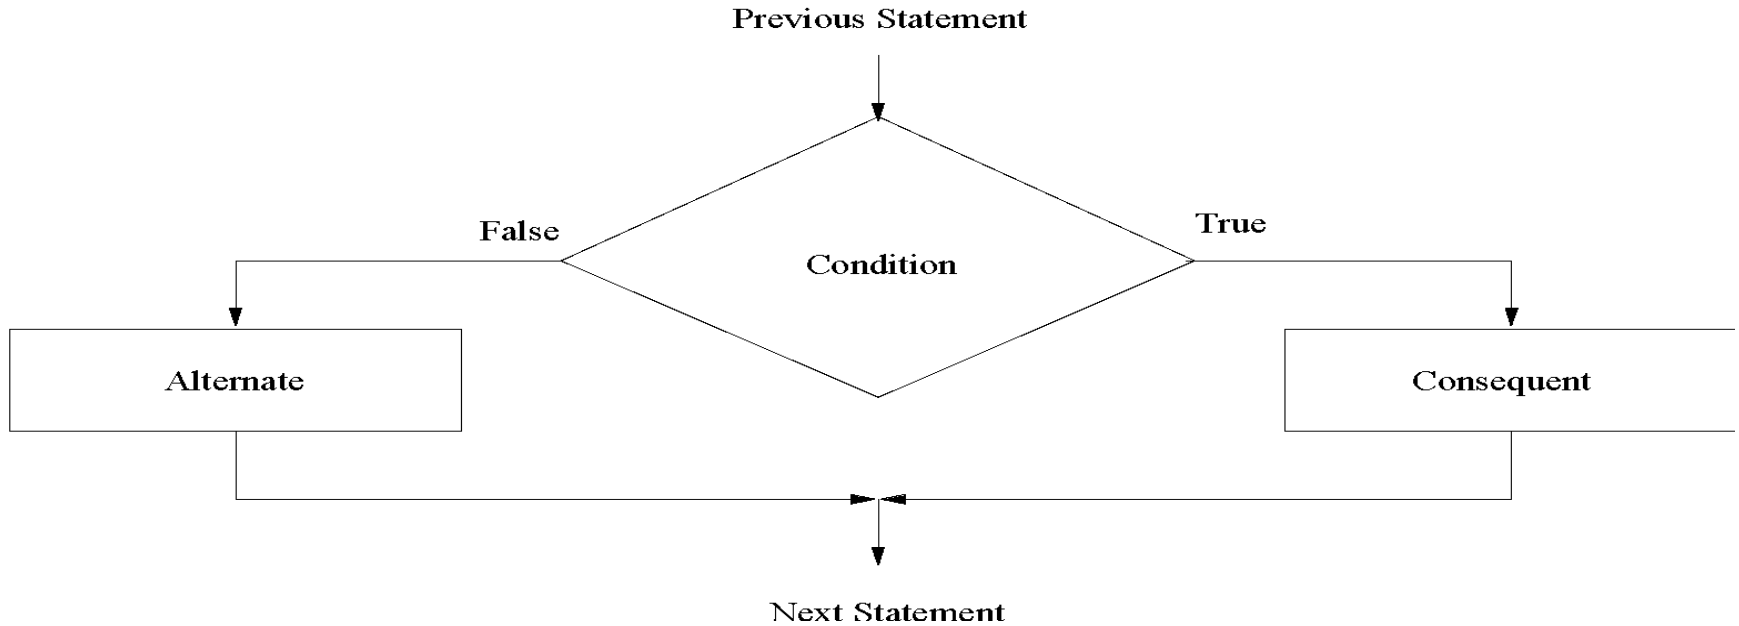 Previous Statement
False
True
Condition
Alternate
Consequent
Next Statement